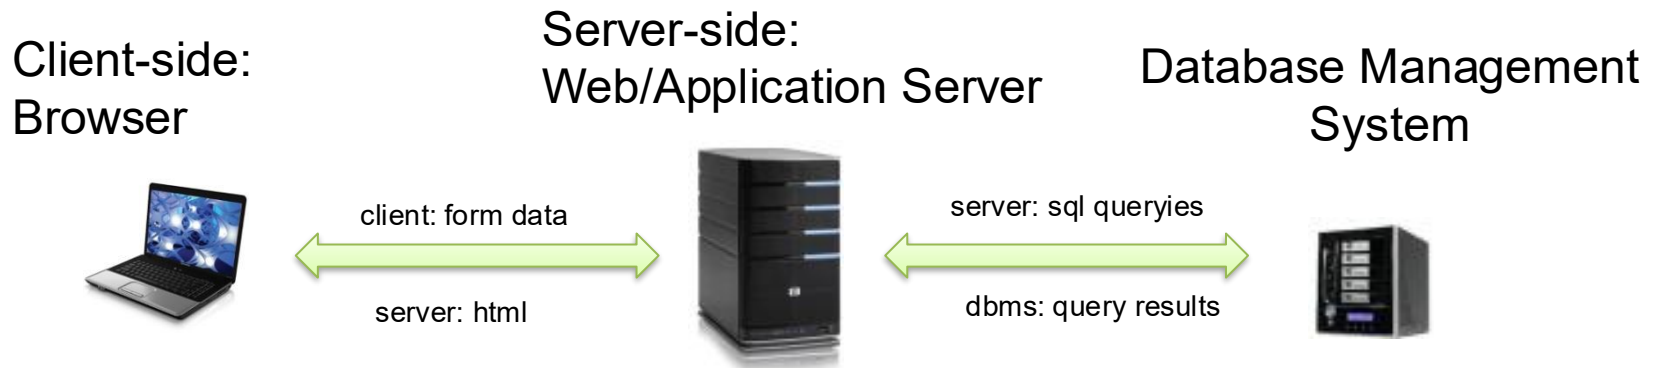 Client-side:
Browser
Server-side:
Web/Application Server
Database Management
System
client: form data
server: html
server: sql queryies
dbms: query results